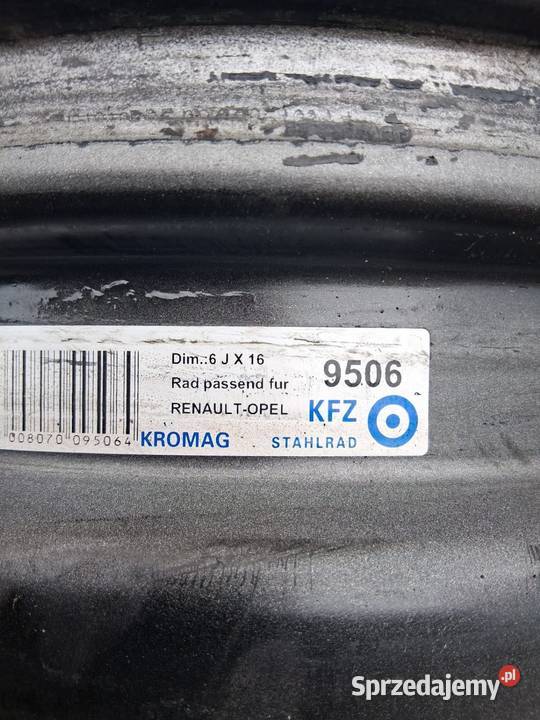 Dim.:6 J X 16
Rad passend fur
RENAULT-OPEL
9506
KFZ
008070 095064
KROMAG
STAHLRAD
Sprzedajemy.pl